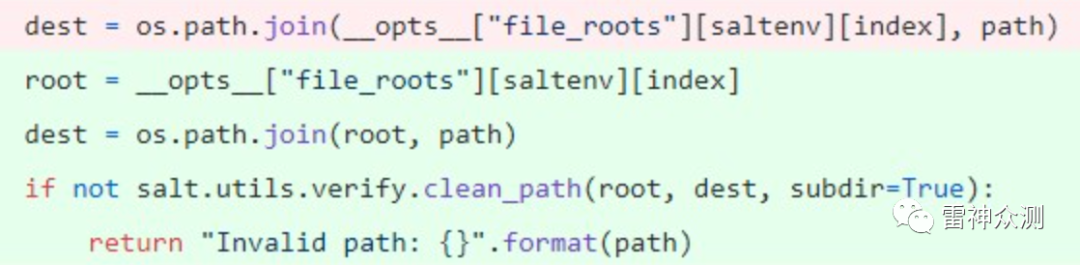 dest = os.path.join(__opts__["file_roots"][saltenv][index], path)
root = __opts__["file_roots"][saltenv][index]
dest = os.path.join(root, path)
if not salt.utils.verify.clean_path(root, dest, subdir=True):
    return "Invalid path: {}".format(path)
雷神众测